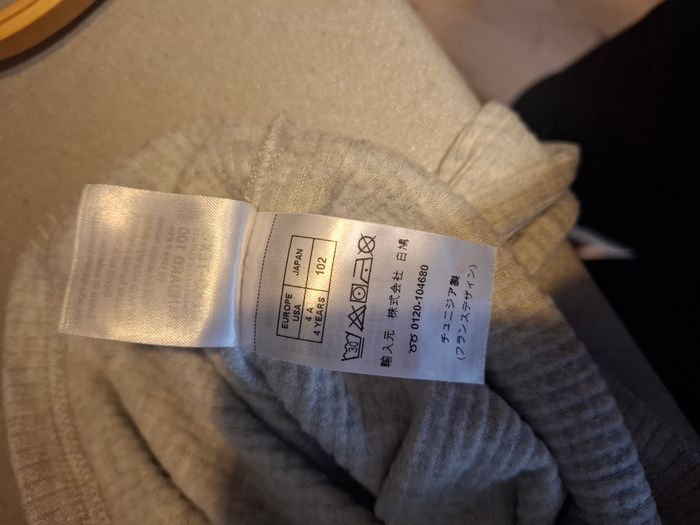 EUROPE
USA
JAPAN
4 A
4 YEARS
102
30
輸入元 株式会社 白鳩
0120-104680
チュニジア製
(フランスデザイン)